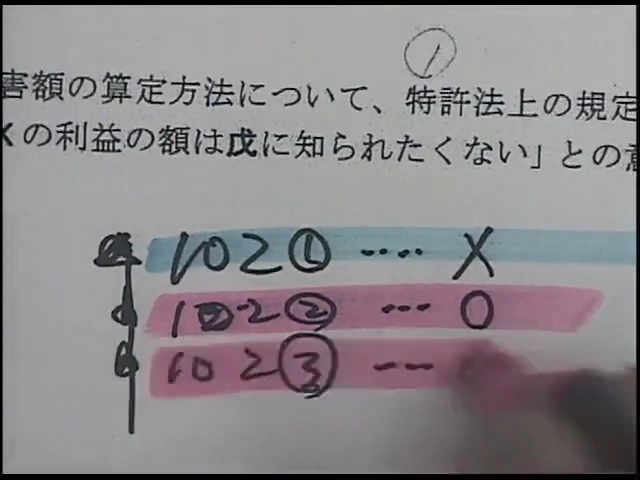 ①
害額の算定方法について、特許法上の規定
Xの利益の額は戊に知られたくない」との意
102① ···· X
102② ··· O
102③ --